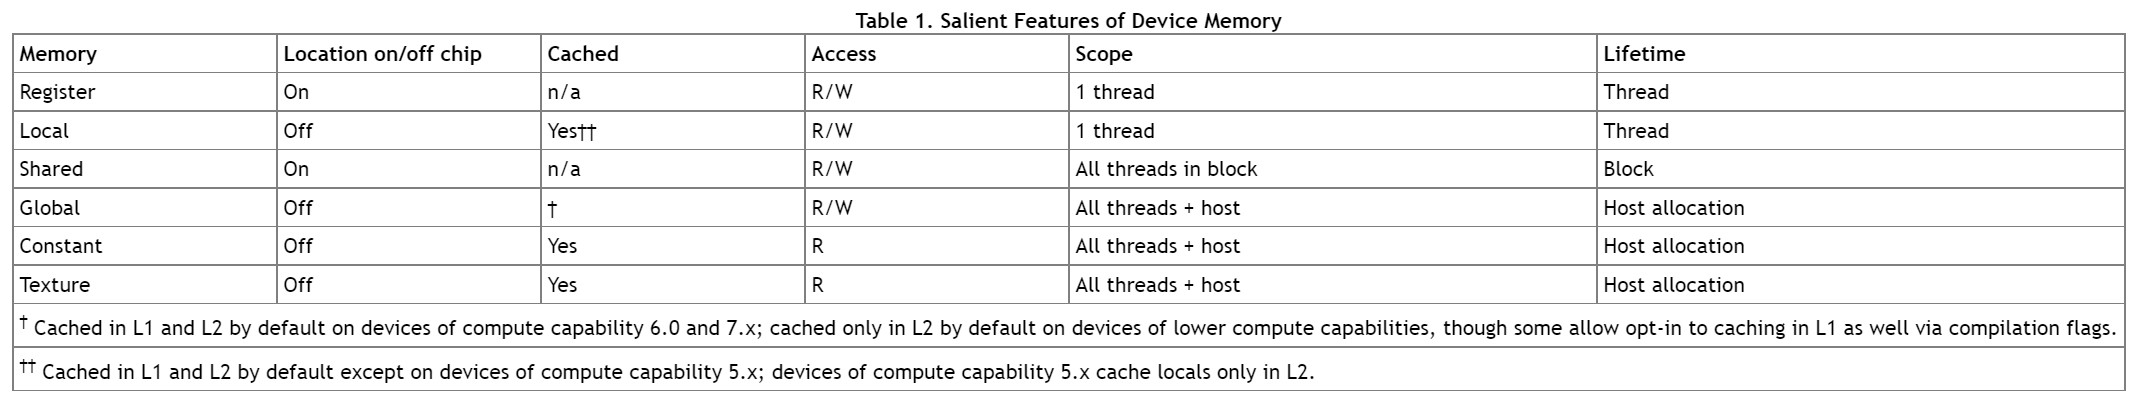 Table 1. Salient Features of Device Memory
Memory Location on/off chip Cached Access Scope Lifetime
Register On n/a R/W 1 thread Thread
Local Off Yes†† R/W 1 thread Thread
Shared On n/a R/W All threads in block Block
Global Off † R/W All threads + host Host allocation
Constant Off Yes R All threads + host Host allocation
Texture Off Yes R All threads + host Host allocation
† Cached in L1 and L2 by default on devices of compute capability 6.0 and 7.x; cached only in L2 by default on devices of lower compute capabilities, though some allow opt-in to caching in L1 as well via compilation flags.
†† Cached in L1 and L2 by default except on devices of compute capability 5.x; devices of compute capability 5.x cache locals only in L2.